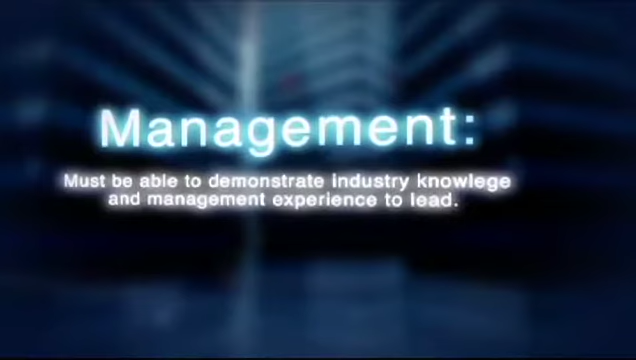 Management:
Must be able to demonstrate industry knowlege
and management experience to lead.